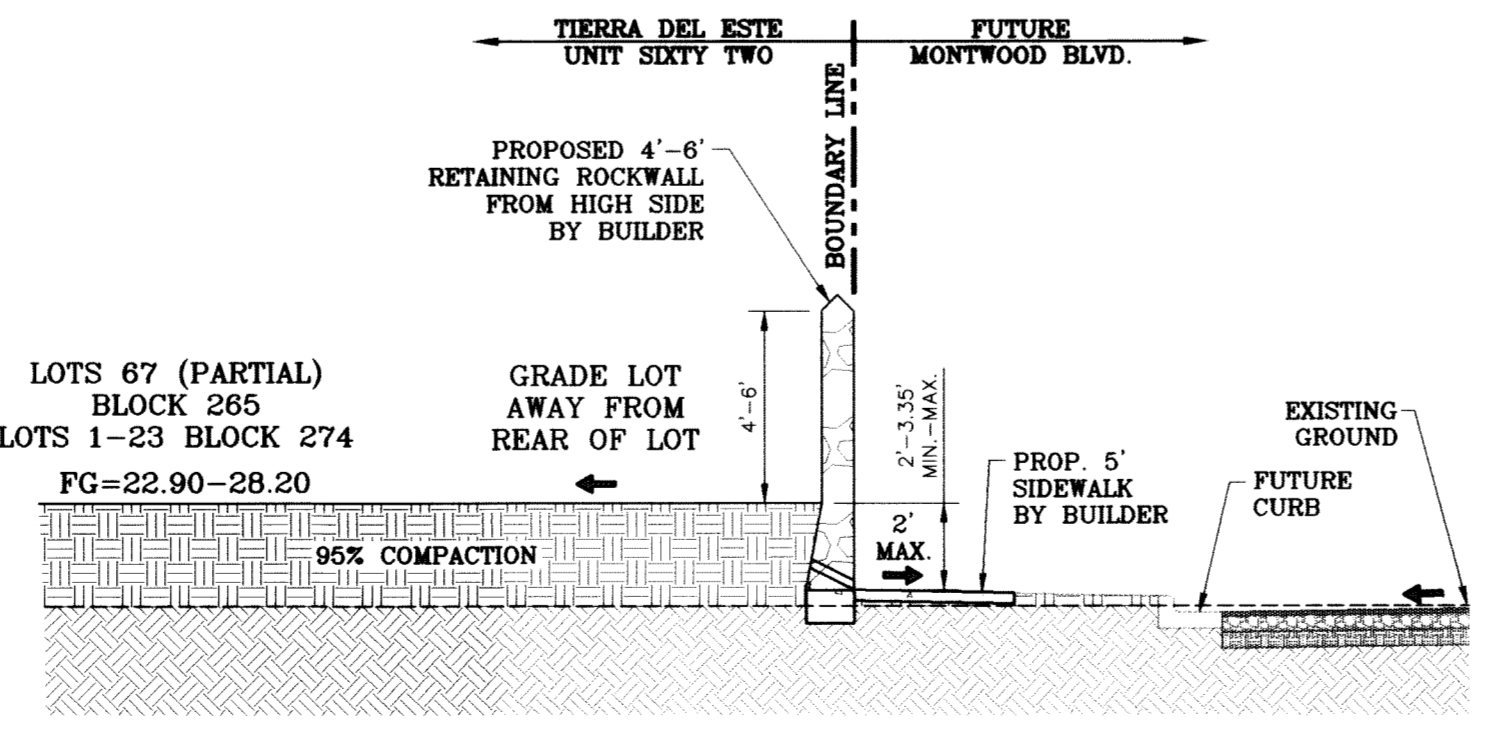 TIERRA DEL ESTE
UNIT SIXTY TWO
FUTURE
MONTWOOD BLVD.
BOUNDARY LINE
PROPOSED 4'-6'
RETAINING ROCKWALL
FROM HIGH SIDE
BY BUILDER
LOTS 67 (PARTIAL)
BLOCK 265
LOTS 1-23 BLOCK 274
FG=22.90-28.20
GRADE LOT
AWAY FROM
REAR OF LOT
4'-6'
2'-3.35'
MIN.-MAX.
2'
MAX.
PROP. 5'
SIDEWALK
BY BUILDER
EXISTING
GROUND
FUTURE
CURB
95% COMPACTION